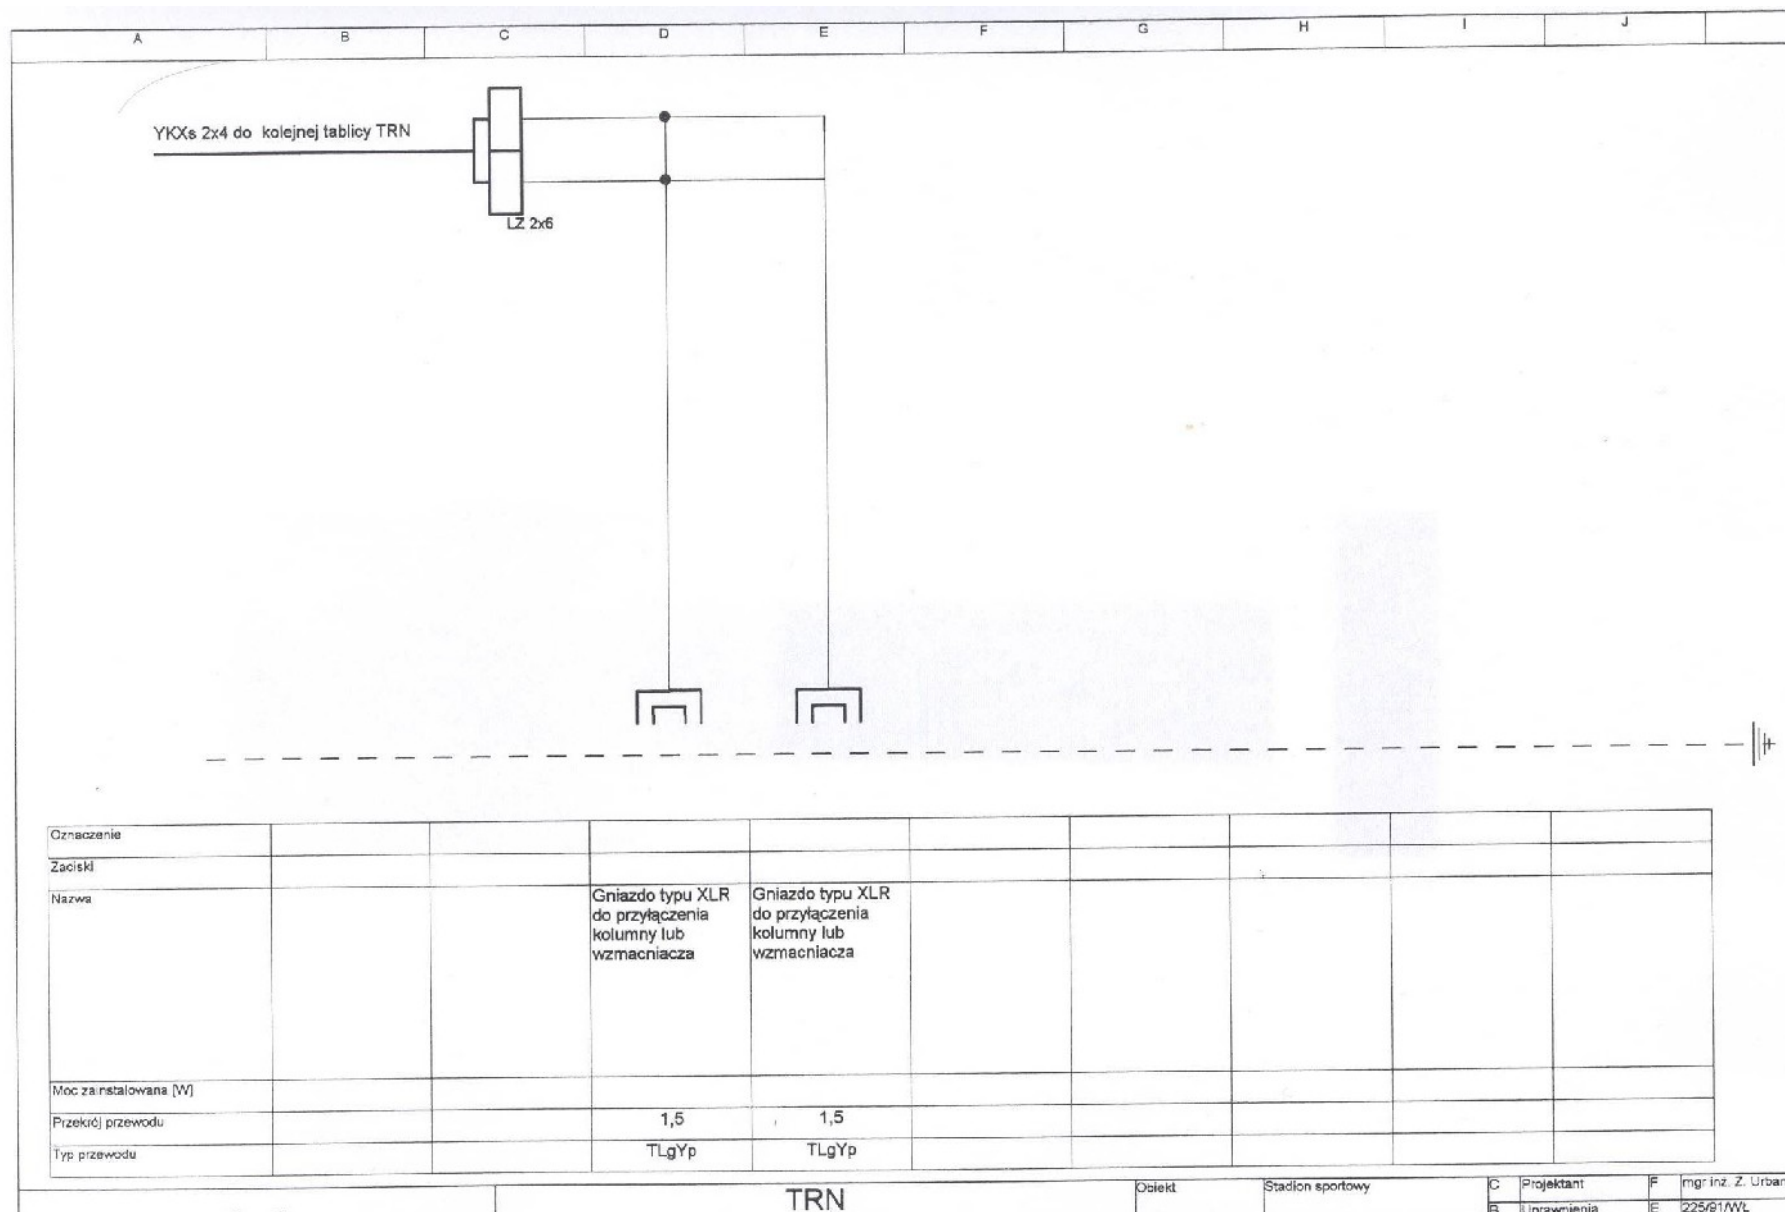 A B C D E F G H I J
YKXs 2x4 do kolejnej tablicy TRN
LZ 2x6
Oznaczenie
Zaciski
Nazwa
Gniazdo typu XLR
do przyłączenia
kolumny lub
wzmacniacza
Gniazdo typu XLR
do przyłączenia
kolumny lub
wzmacniacza
Moc zainstalowana [W]
Przekrój przewodu 1,5 1,5
Typ przewodu TLgYp TLgYp
TRN
Obiekt Stadion sportowy
C Projektant F mgr inż. Z. Urban
B Uprawnienia E 225/91/WŁ